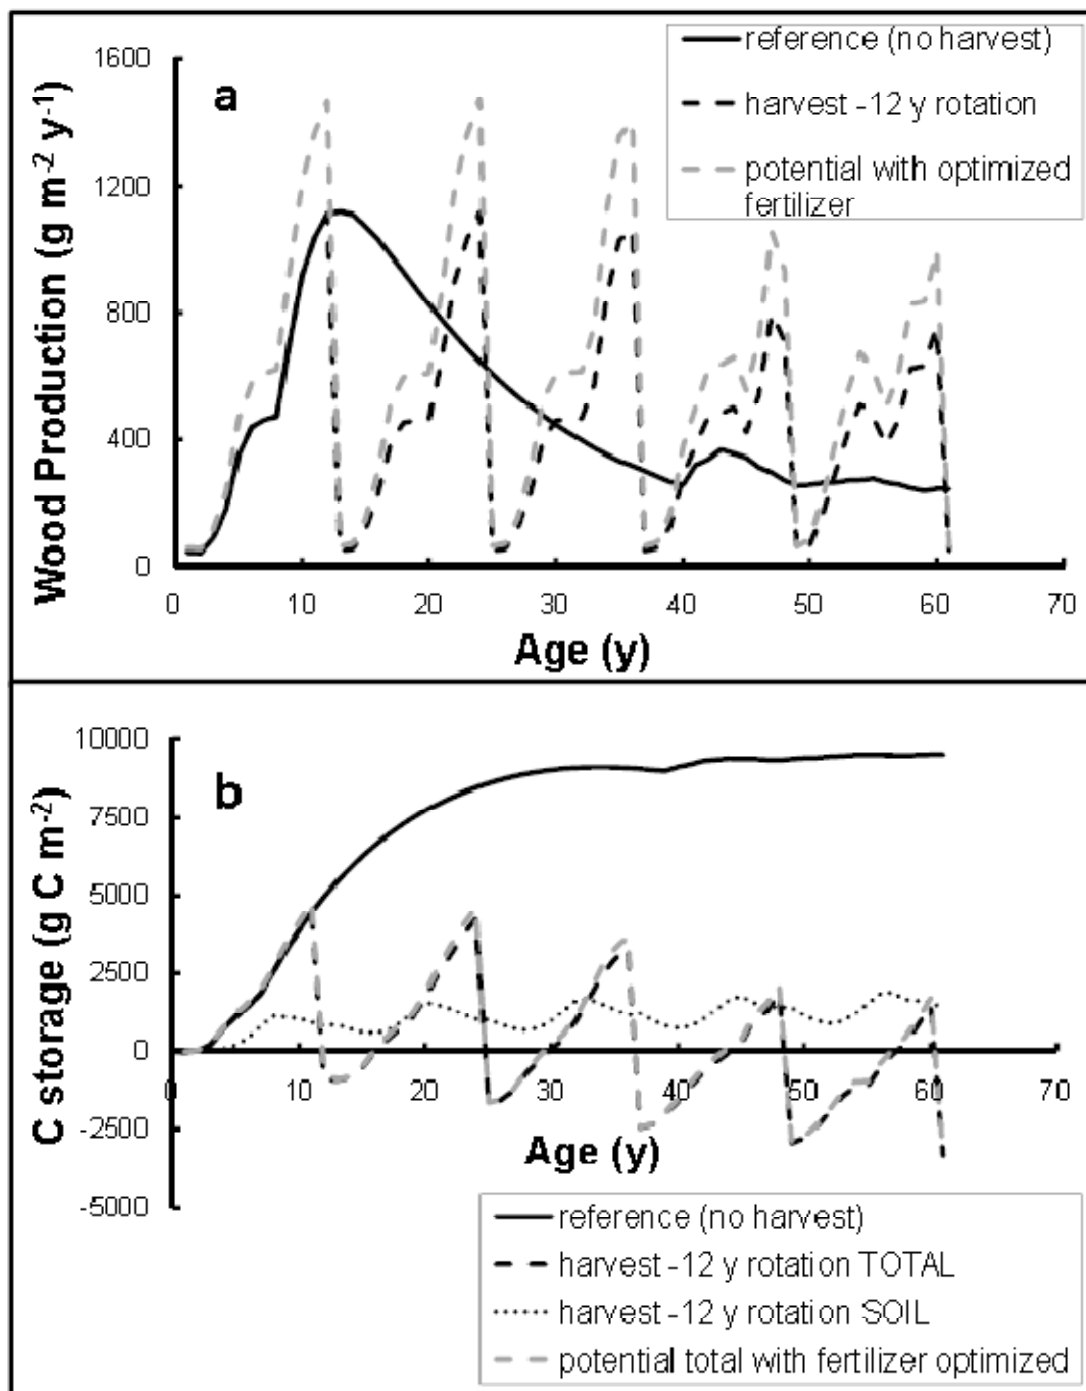 1600
a
reference (no harvest)
harvest -12 y rotation
potential with optimized
fertilizer
1200
800
400
0
Wood Production (g m-2 y-1)
0 10 20 30 40 50 60 70
Age (y)
10000
b
7500
5000
2500
0
-2500
-5000
C storage (g C m-2)
0 10 20 30 40 50 60 70
Age (y)
reference (no harvest)
harvest -12 y rotation TOTAL
harvest -12 y rotation SOIL
potential total with fertilizer optimized